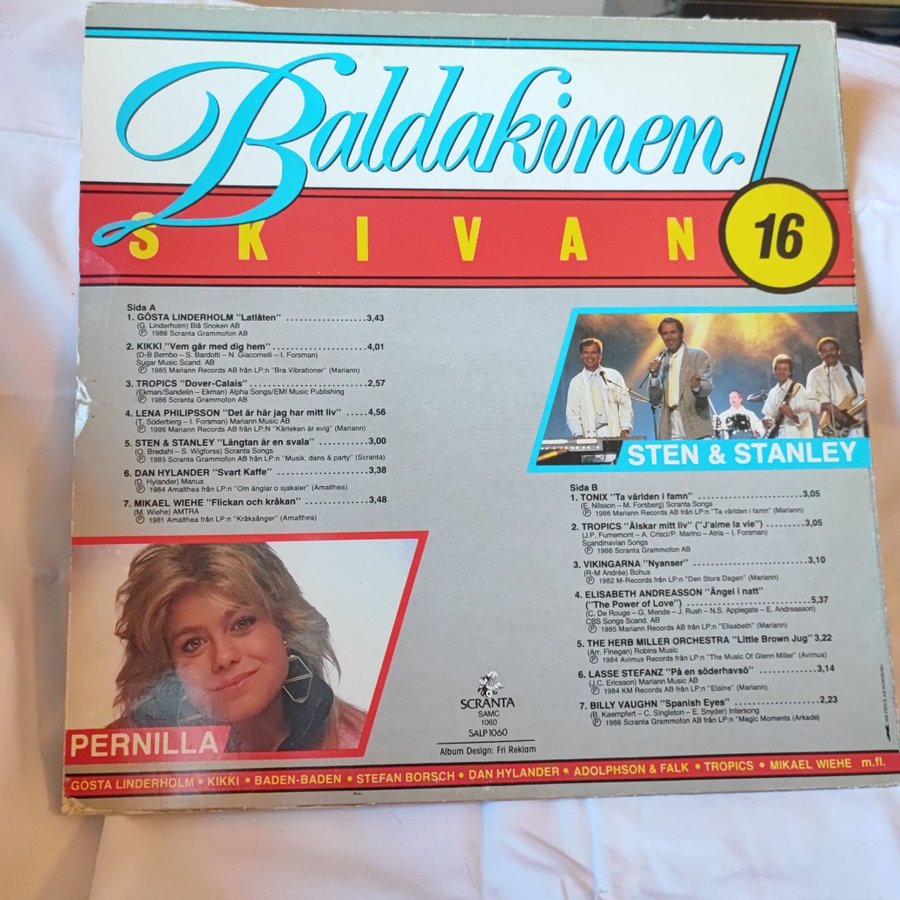 Baldakinen
SKIVAN
16
Sida A
1. GÖSTA LINDERHOLM "Latlåten" ....................3,43
(G. Linderholm) Blå Snoken AB
℗ 1986 Scranta Grammofon AB
2. KIKKI "Vem går med dig hem" ......................4,01
(D-B Bembo – S. Bardotti – N. Giacomelli – I. Forsman)
Sugar Music Scand. AB
℗ 1985 Mariann Records AB från LP:n "Bra Vibrationer" (Mariann)
3. TROPICS "Dover-Calais" .............................2,57
(Ekman/Sandelin – Ekman) Alpha Songs/EMI Music Publishing
℗ 1986 Scranta Grammofon AB
4. LENA PHILIPSSON "Det är här jag har mitt liv" .....4,56
(T. Söderberg – I. Forsman) Mariann Music AB
℗ 1986 Mariann Records AB från LP:N "Kärleken är evig" (Mariann)
5. STEN & STANLEY "Längtan är en svala" .............3,00
(O. Bredahl – S. Wigforss) Scranta Songs
℗ 1985 Scranta Grammofon AB från LP:n "Musik, dans & party" (Scranta)
6. DAN HYLANDER "Svart Kaffe" ......................3,38
(D. Hylander) Manus
℗ 1984 Amalthea från LP:n "Om änglar o sjakaler" (Amalthea)
7. MIKAEL WIEHE "Flickan och kråkan" ...............3,48
(M. Wiehe) AMTRA
℗ 1981 Amalthea från LP:n "Kråksånger" (Amalthea)
STEN & STANLEY
Sida B
1. TONIX "Ta världen i famn" ..........................3,05
(E. Nilsson – M. Forsberg) Scranta Songs
℗ 1986 Mariann Records AB från LP:n "Ta världen i famn" (Mariann)
2. TROPICS "Älskar mitt liv" ("J'aime la vie") .........3,05
(J.P. Furnemont – A. Crisci/P. Marino – Atria – I. Forsman)
Scandinavian Songs
℗ 1986 Scranta Grammofon AB
3. VIKINGARNA "Nyanser" ............................3,10
(R-M Andrée) Bohus
℗ 1982 M-Records från LP:n "Den Stora Dagen" (Mariann)
4. ELISABETH ANDREASSON "Ängel i natt"
("The Power of Love") ..............................5,37
(C. De Rouge – G. Mende – J. Rush – N.S. Applegate – E. Andreasson)
CBS Songs Scand. AB
℗ 1985 Mariann Records AB från LP:n "Elisabeth" (Mariann)
5. THE HERB MILLER ORCHESTRA "Little Brown Jug" 3,22
(Arr. Finegan) Robins Music
℗ 1984 Avimus Records från LP:n "The Music Of Glenn Miller" (Avimus)
6. LASSE STEFANZ "På en söderhavsö" ...............3,14
(J.C. Ericsson) Mariann Music AB
℗ 1984 KM Records AB från LP:n "Elaine" (Mariann)
7. BILLY VAUGHN "Spanish Eyes" .....................2,23
(B. Kaempfert – C. Singleton – E. Snyder) Intersong
℗ 1986 Scranta Grammofon AB från LP:n "Magic Moments (Arkade)
PERNILLA
SCRANTA
SAMC
1060
SALP 1060
Album Design: Fri Reklam
GÖSTA LINDERHOLM • KIKKI • BADEN-BADEN • STEFAN BORSCH • DAN HYLANDER • ADOLPHSON & FALK • TROPICS • MIKAEL WIEHE m.fl.